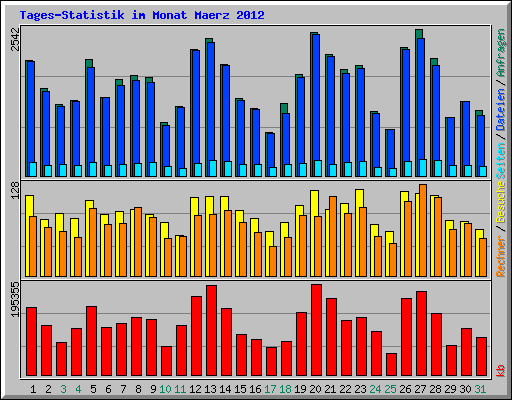 Tages-Statistik im Monat Maerz 2012
2542
128
195355
Rechner / Besuche
Seiten / Dateien / Anfragen
kb
1 2 3 4 5 6 7 8 9 10 11 12 13 14 15 16 17 18 19 20 21 22 23 24 25 26 27 28 29 30 31